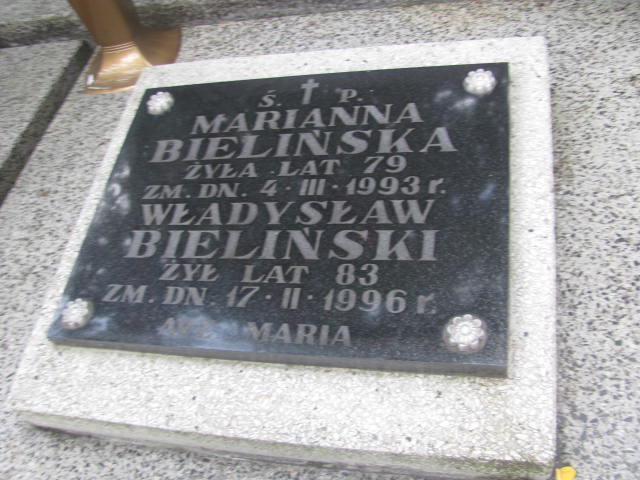 Ś. † P.
MARIANNA
BIELIŃSKA
ŻYŁA LAT 79
ZM. DN. 4 · III · 1993 r.
WŁADYSŁAW
BIELIŃSKI
ŻYŁ LAT 83
ZM. DN. 17 · II · 1996 r.
AVE MARIA